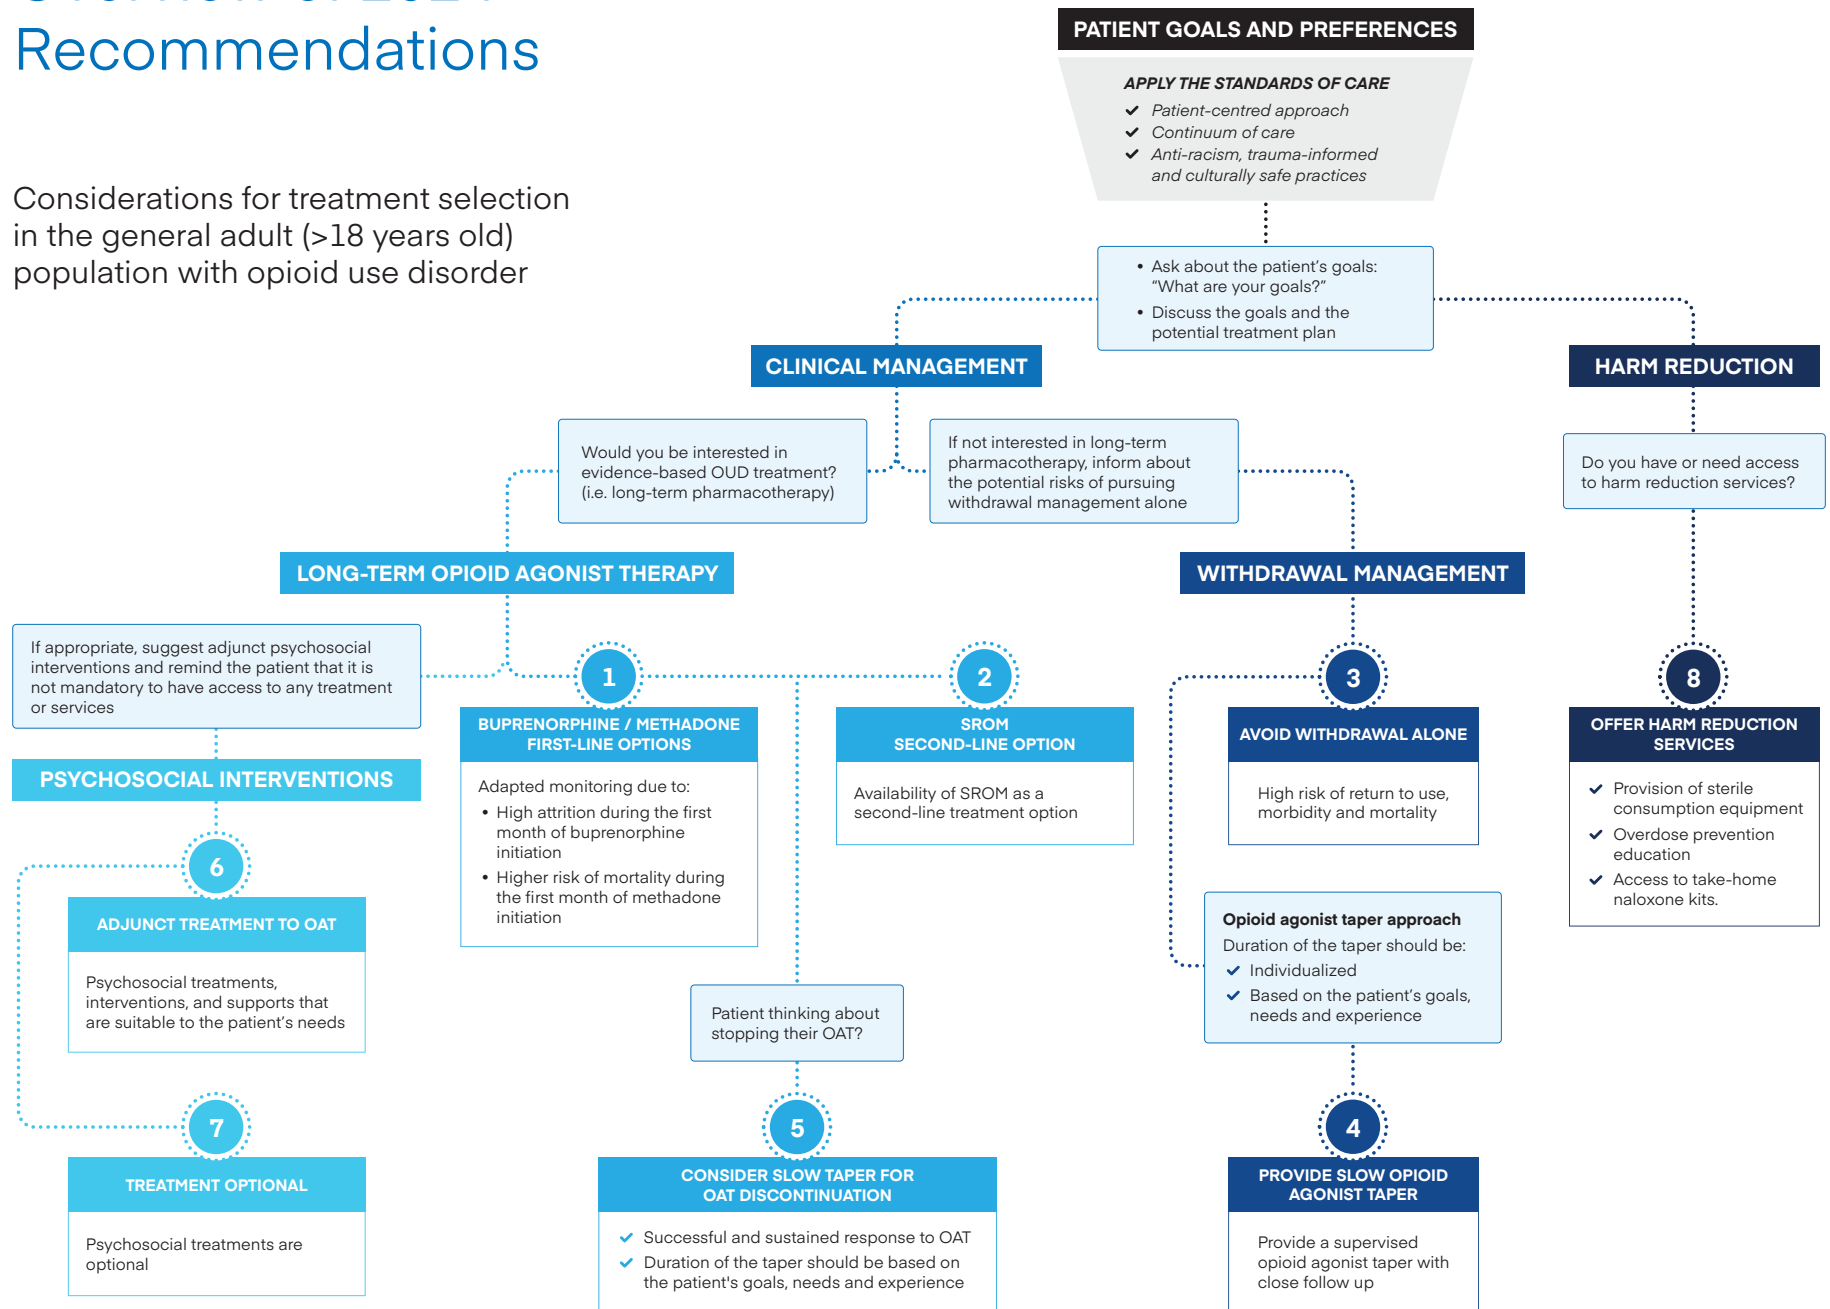 Recommendations
Considerations for treatment selection
in the general adult (>18 years old)
population with opioid use disorder
PATIENT GOALS AND PREFERENCES
APPLY THE STANDARDS OF CARE
✔ Patient-centred approach
✔ Continuum of care
✔ Anti-racism, trauma-informed
and culturally safe practices
• Ask about the patient's goals:
"What are your goals?"
• Discuss the goals and the
potential treatment plan
CLINICAL MANAGEMENT
HARM REDUCTION
Would you be interested in
evidence-based OUD treatment?
(i.e. long-term pharmacotherapy)
If not interested in long-term
pharmacotherapy, inform about
the potential risks of pursuing
withdrawal management alone
Do you have or need access
to harm reduction services?
LONG-TERM OPIOID AGONIST THERAPY
WITHDRAWAL MANAGEMENT
If appropriate, suggest adjunct psychosocial
interventions and remind the patient that it is
not mandatory to have access to any treatment
or services
PSYCHOSOCIAL INTERVENTIONS
1
BUPRENORPHINE / METHADONE
FIRST-LINE OPTIONS
Adapted monitoring due to:
• High attrition during the first
month of buprenorphine
initiation
• Higher risk of mortality during
the first month of methadone
initiation
2
SROM
SECOND-LINE OPTION
Availability of SROM as a
second-line treatment option
3
AVOID WITHDRAWAL ALONE
High risk of return to use,
morbidity and mortality
8
OFFER HARM REDUCTION
SERVICES
✔ Provision of sterile
consumption equipment
✔ Overdose prevention
education
✔ Access to take-home
naloxone kits.
6
ADJUNCT TREATMENT TO OAT
Psychosocial treatments,
interventions, and supports that
are suitable to the patient's needs
Opioid agonist taper approach
Duration of the taper should be:
✔ Individualized
✔ Based on the patient's goals,
needs and experience
Patient thinking about
stopping their OAT?
7
TREATMENT OPTIONAL
Psychosocial treatments are
optional
5
CONSIDER SLOW TAPER FOR
OAT DISCONTINUATION
✔ Successful and sustained response to OAT
✔ Duration of the taper should be based on
the patient's goals, needs and experience
4
PROVIDE SLOW OPIOID
AGONIST TAPER
Provide a supervised
opioid agonist taper with
close follow up